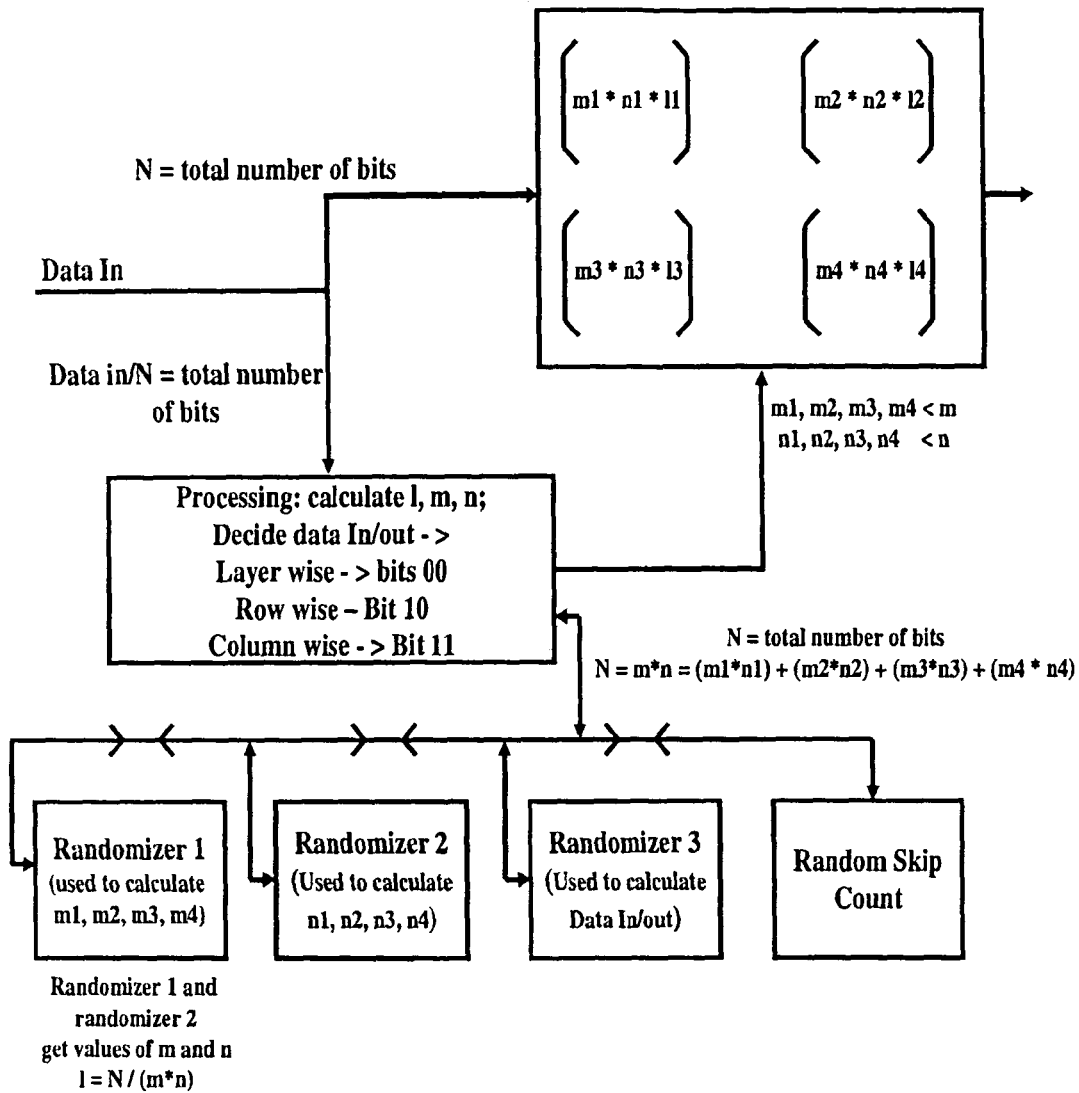 m1 * n1 * l1
m2 * n2 * l2
N = total number of bits
m3 * n3 * l3
m4 * n4 * l4
Data In
Data in/N = total number
of bits
m1, m2, m3, m4 < m
n1, n2, n3, n4 < n
Processing: calculate l, m, n;
Decide data In/out - >
Layer wise - > bits 00
Row wise – Bit 10
Column wise - > Bit 11
N = total number of bits
N = m*n = (m1*n1) + (m2*n2) + (m3*n3) + (m4 * n4)
Randomizer 1
(used to calculate
m1, m2, m3, m4)
Randomizer 2
(Used to calculate
n1, n2, n3, n4)
Randomizer 3
(Used to calculate
Data In/out)
Random Skip
Count
Randomizer 1 and
randomizer 2
get values of m and n
l = N / (m*n)